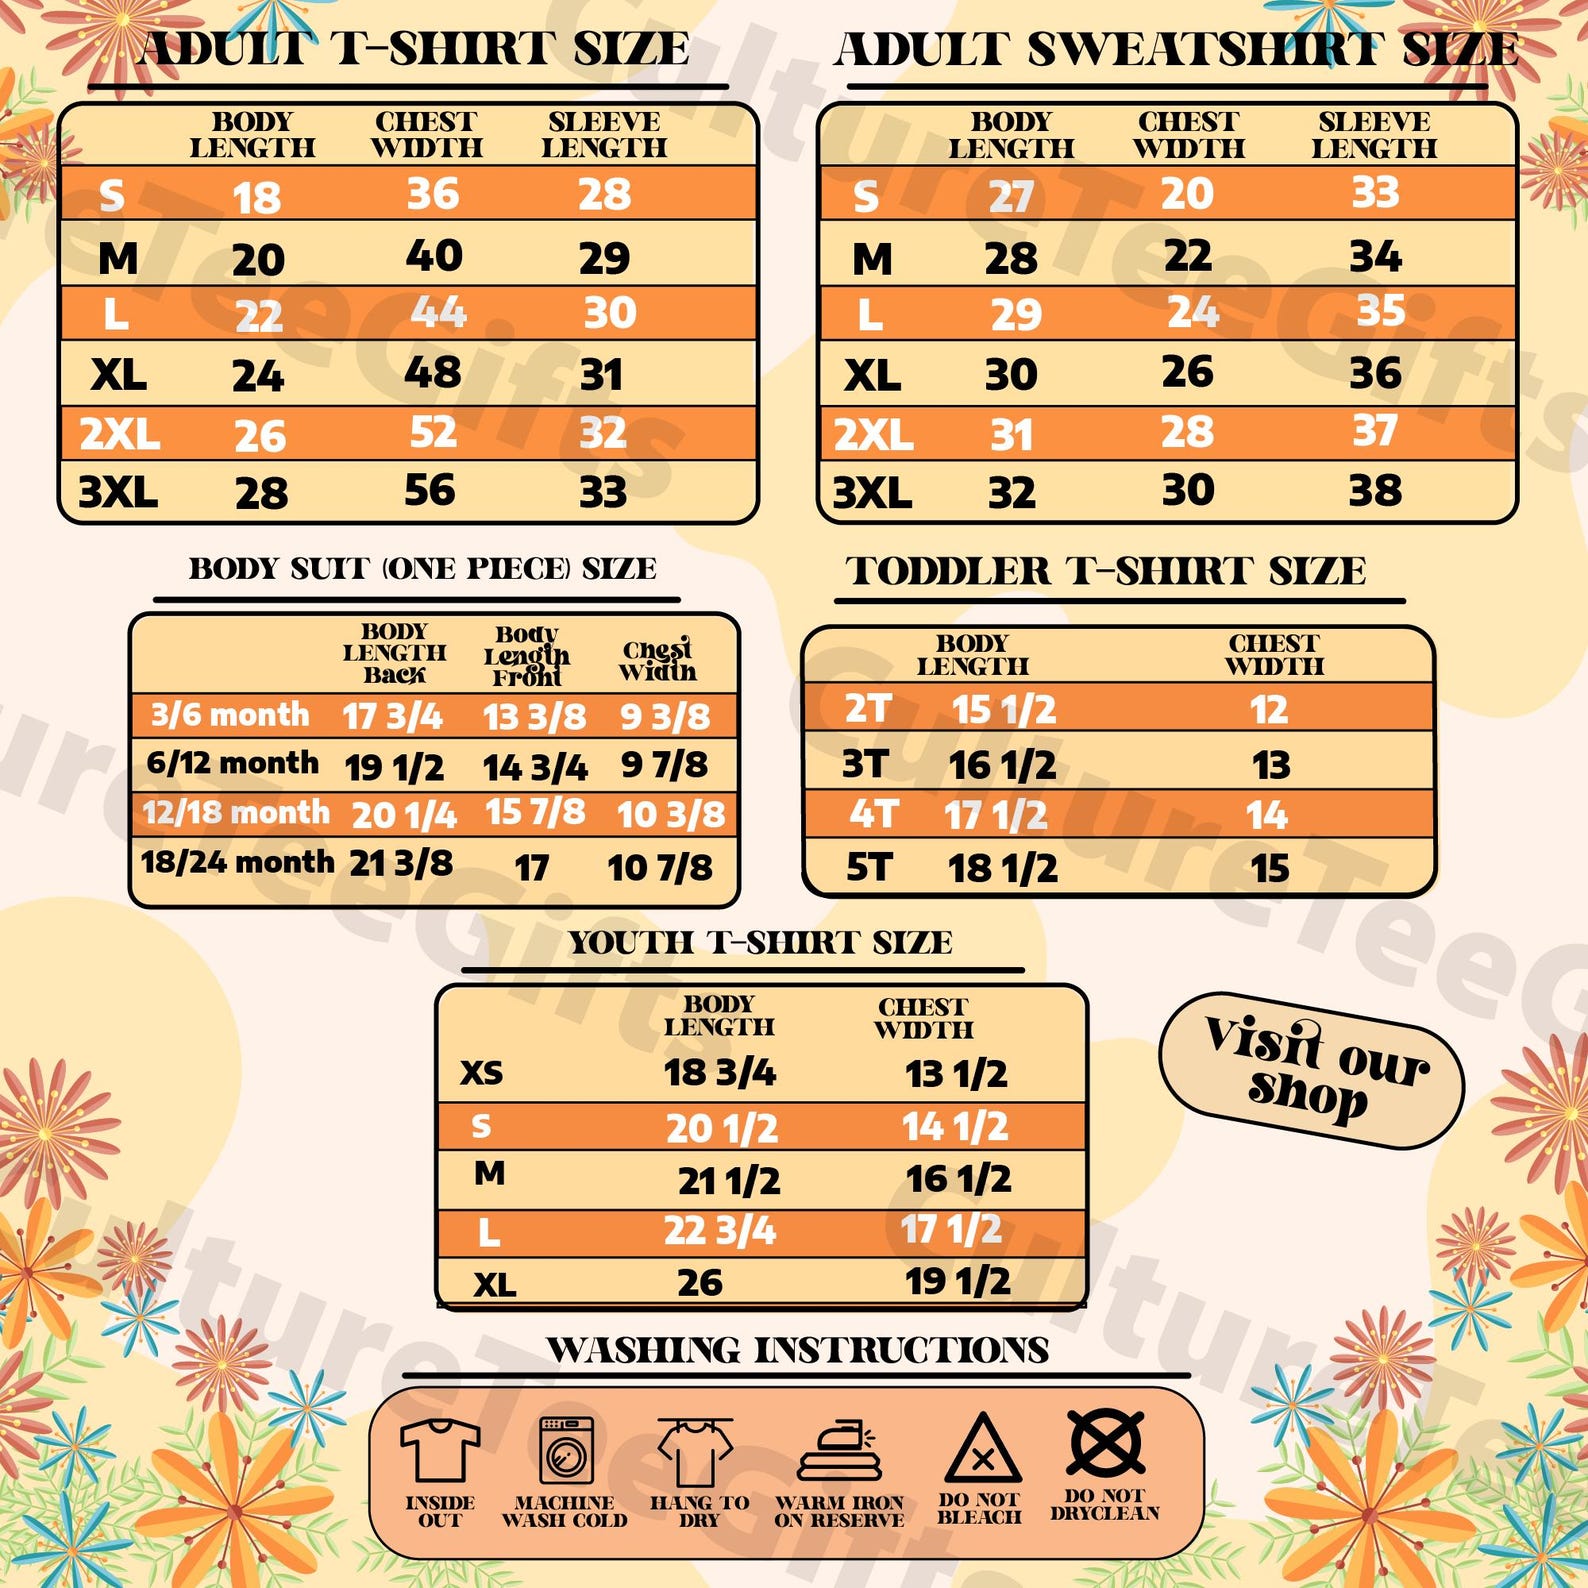 ADULT T-SHIRT SIZE
BODY LENGTH CHEST WIDTH SLEEVE LENGTH
S 18 36 28
M 20 40 29
L 22 44 30
XL 24 48 31
2XL 26 52 32
3XL 28 56 33
ADULT SWEATSHIRT SIZE
BODY LENGTH CHEST WIDTH SLEEVE LENGTH
S 27 20 33
M 28 22 34
L 29 24 35
XL 30 26 36
2XL 31 28 37
3XL 32 30 38
BODY SUIT (ONE PIECE) SIZE
BODY LENGTH Back Body Length Front Chest Width
3/6 month 17 3/4 13 3/8 9 3/8
6/12 month 19 1/2 14 3/4 9 7/8
12/18 month 20 1/4 15 7/8 10 3/8
18/24 month 21 3/8 17 10 7/8
TODDLER T-SHIRT SIZE
BODY LENGTH CHEST WIDTH
2T 15 1/2 12
3T 16 1/2 13
4T 17 1/2 14
5T 18 1/2 15
YOUTH T-SHIRT SIZE
BODY LENGTH CHEST WIDTH
XS 18 3/4 13 1/2
S 20 1/2 14 1/2
M 21 1/2 16 1/2
L 22 3/4 17 1/2
XL 26 19 1/2
Visit our
shop
WASHING INSTRUCTIONS
INSIDE OUT
MACHINE WASH COLD
HANG TO DRY
WARM IRON ON RESERVE
DO NOT BLEACH
DO NOT DRYCLEAN
CultureTeeGifts
CultureTeeGifts
CultureTeeGifts